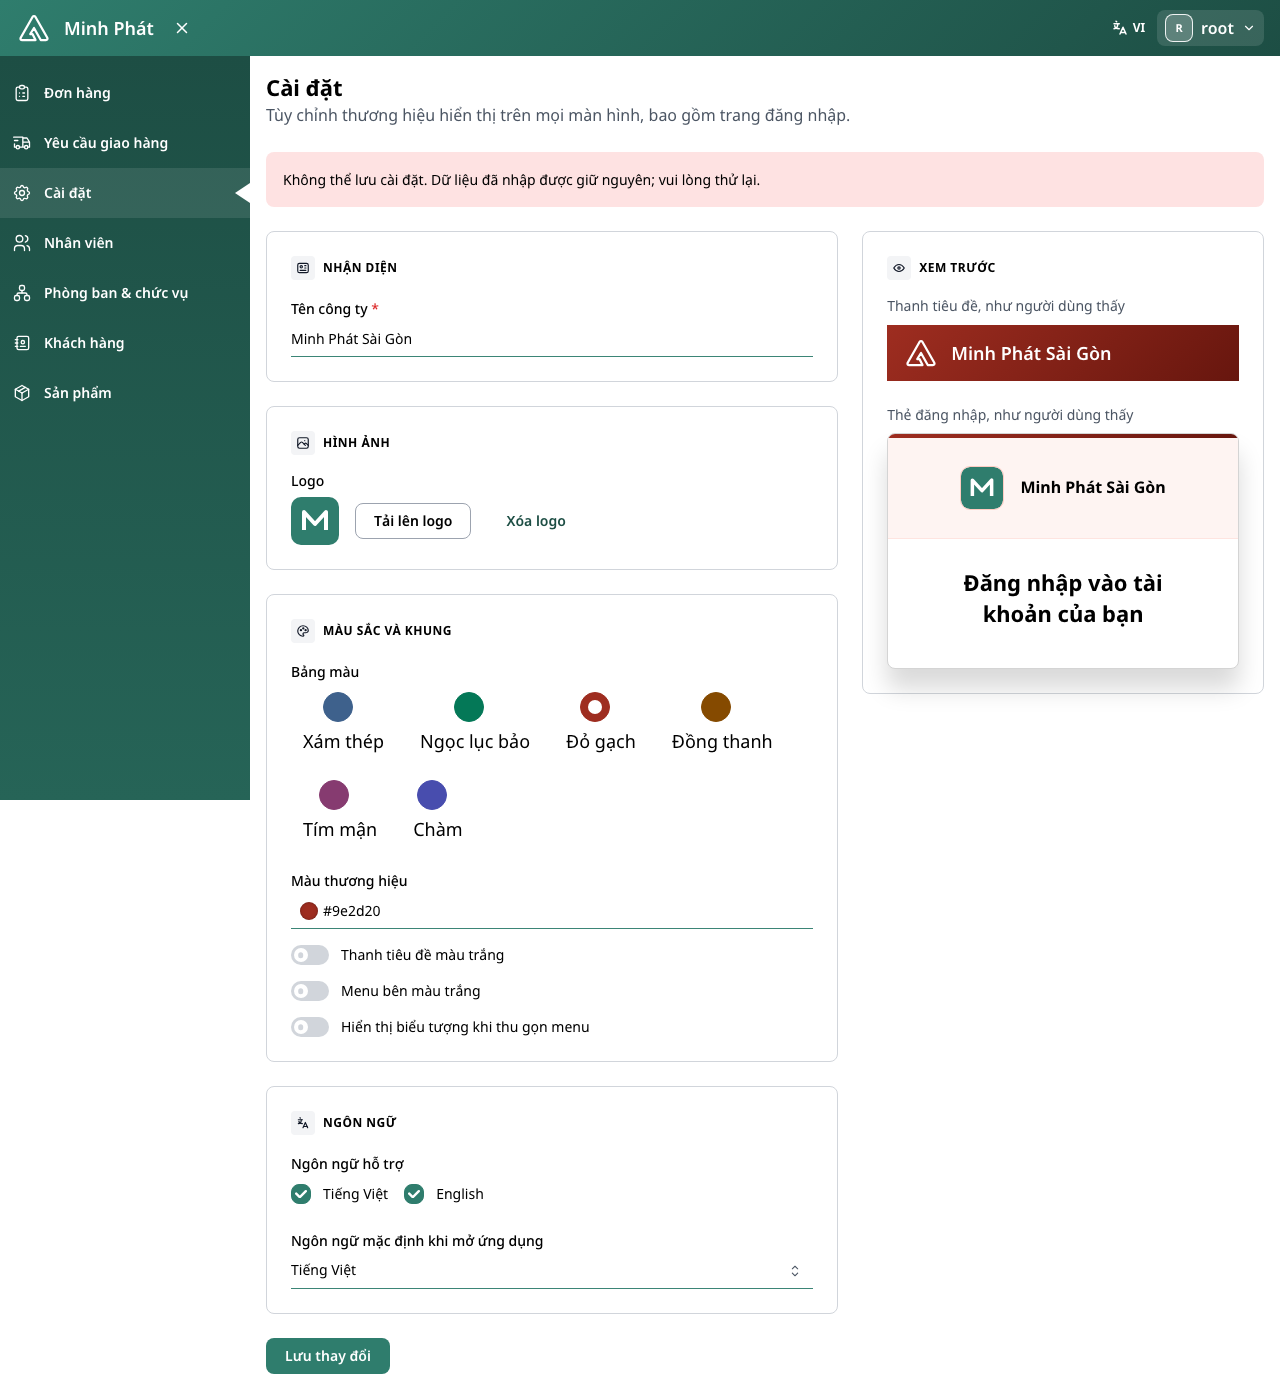 Minh Phát
VI
R
root
Đơn hàng
Yêu cầu giao hàng
Cài đặt
Nhân viên
Phòng ban & chức vụ
Khách hàng
Sản phẩm
Cài đặt
Tùy chỉnh thương hiệu hiển thị trên mọi màn hình, bao gồm trang đăng nhập.
Không thể lưu cài đặt. Dữ liệu đã nhập được giữ nguyên; vui lòng thử lại.
NHẬN DIỆN
Tên công ty *
Minh Phát Sài Gòn
HÌNH ẢNH
Logo
M
Tải lên logo
Xóa logo
MÀU SẮC VÀ KHUNG
Bảng màu
Xám thép
Ngọc lục bảo
Đỏ gạch
Đồng thanh
Tím mận
Chàm
Màu thương hiệu
#9e2d20
Thanh tiêu đề màu trắng
Menu bên màu trắng
Hiển thị biểu tượng khi thu gọn menu
NGÔN NGỮ
Ngôn ngữ hỗ trợ
Tiếng Việt
English
Ngôn ngữ mặc định khi mở ứng dụng
Tiếng Việt
Lưu thay đổi
XEM TRƯỚC
Thanh tiêu đề, như người dùng thấy
Minh Phát Sài Gòn
Thẻ đăng nhập, như người dùng thấy
M
Minh Phát Sài Gòn
Đăng nhập vào tài
khoản của bạn